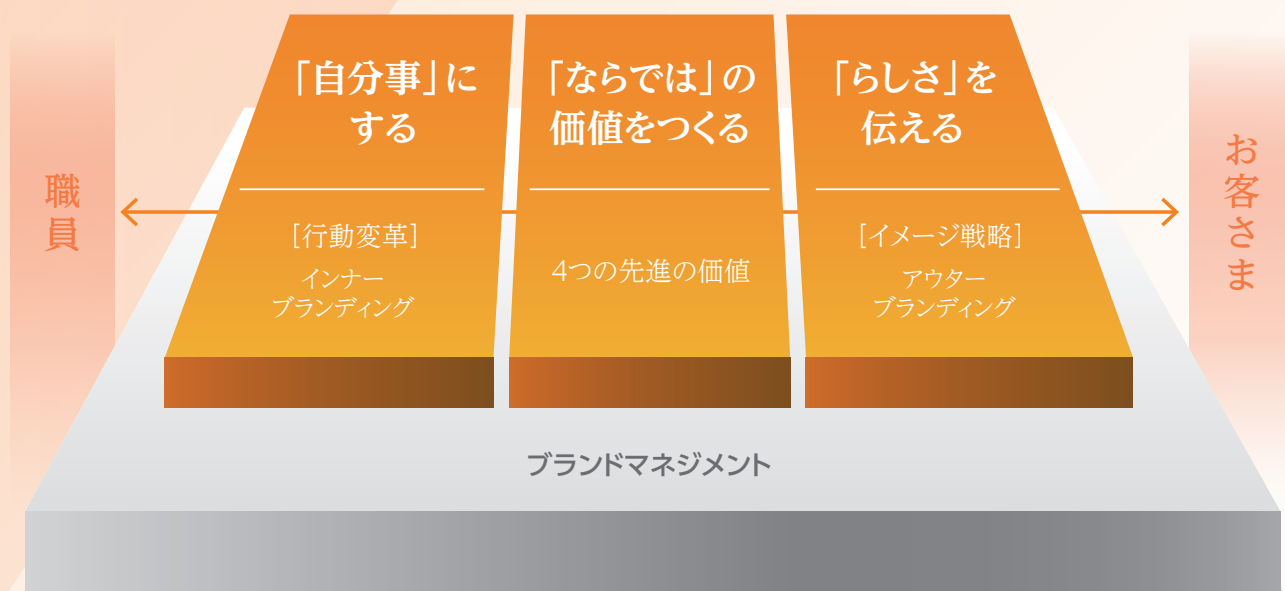 職員
「自分事」に
する
[行動変革]
インナー
ブランディング
「ならでは」の
価値をつくる
4つの先進の価値
「らしさ」を
伝える
[イメージ戦略]
アウター
ブランディング
お客さま
ブランドマネジメント